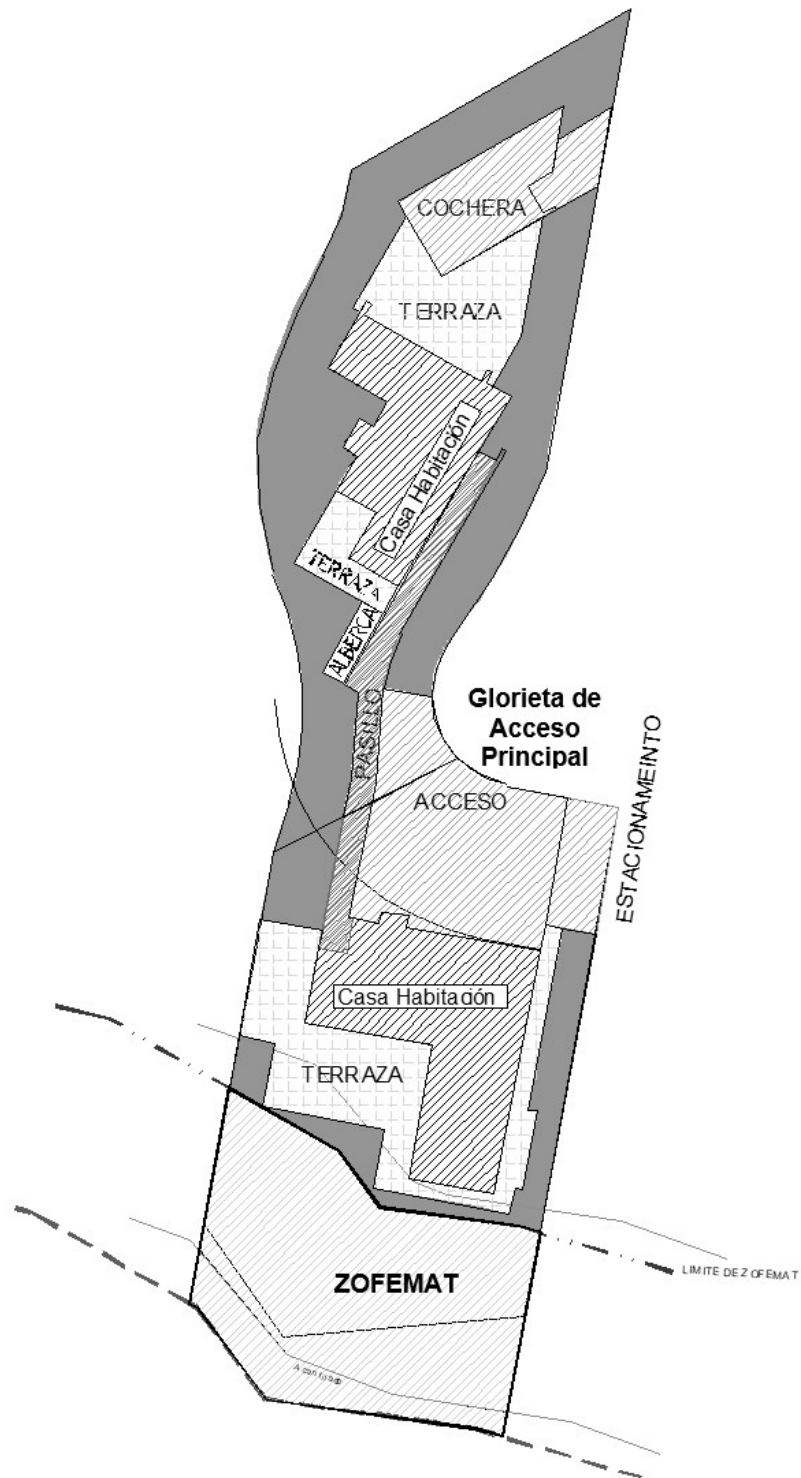 COCHERA
TERRAZA
Casa Habitación
TERRAZA
ALBERCA
PASILLO
Glorieta de
Acceso
Principal
ESTACIONAMEINTO
ACCESO
Casa Habitación
TERRAZA
LIMITE DE ZOFEMAT
ZOFEMAT
Acantilado